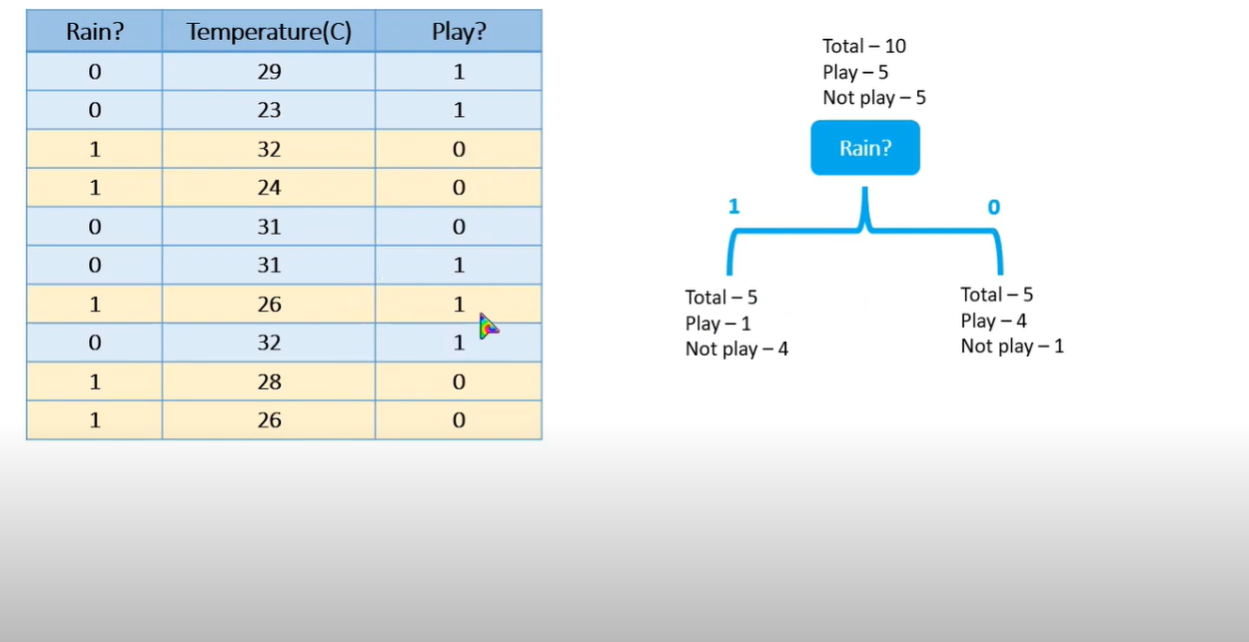 Rain? Temperature(C) Play?
0 29 1
0 23 1
1 32 0
1 24 0
0 31 0
0 31 1
1 26 1
0 32 1
1 28 0
1 26 0
Total – 10
Play – 5
Not play – 5
Rain?
1 0
Total – 5
Play – 1
Not play – 4
Total – 5
Play – 4
Not play – 1